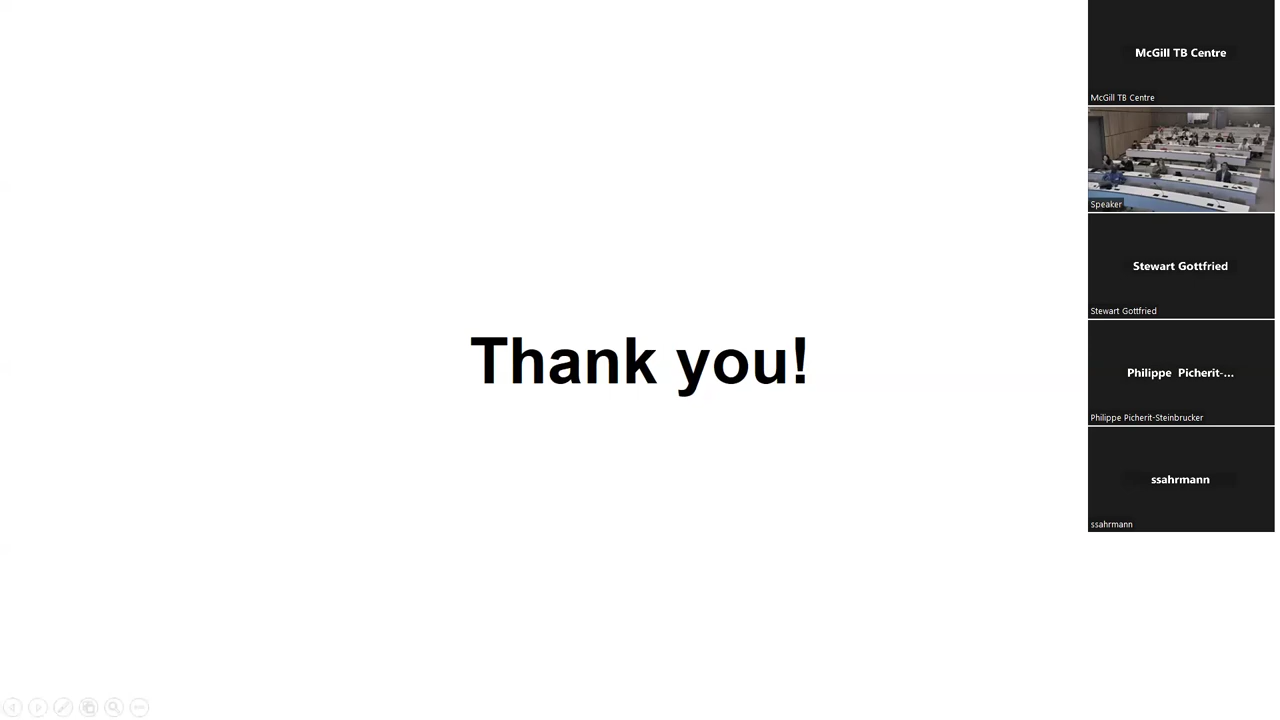 Thank you!
McGill TB Centre
McGill TB Centre
Speaker
Stewart Gottfried
Stewart Gottfried
Philippe Picherit-...
Philippe Picherit-Steinbrucker
ssahrmann
ssahrmann